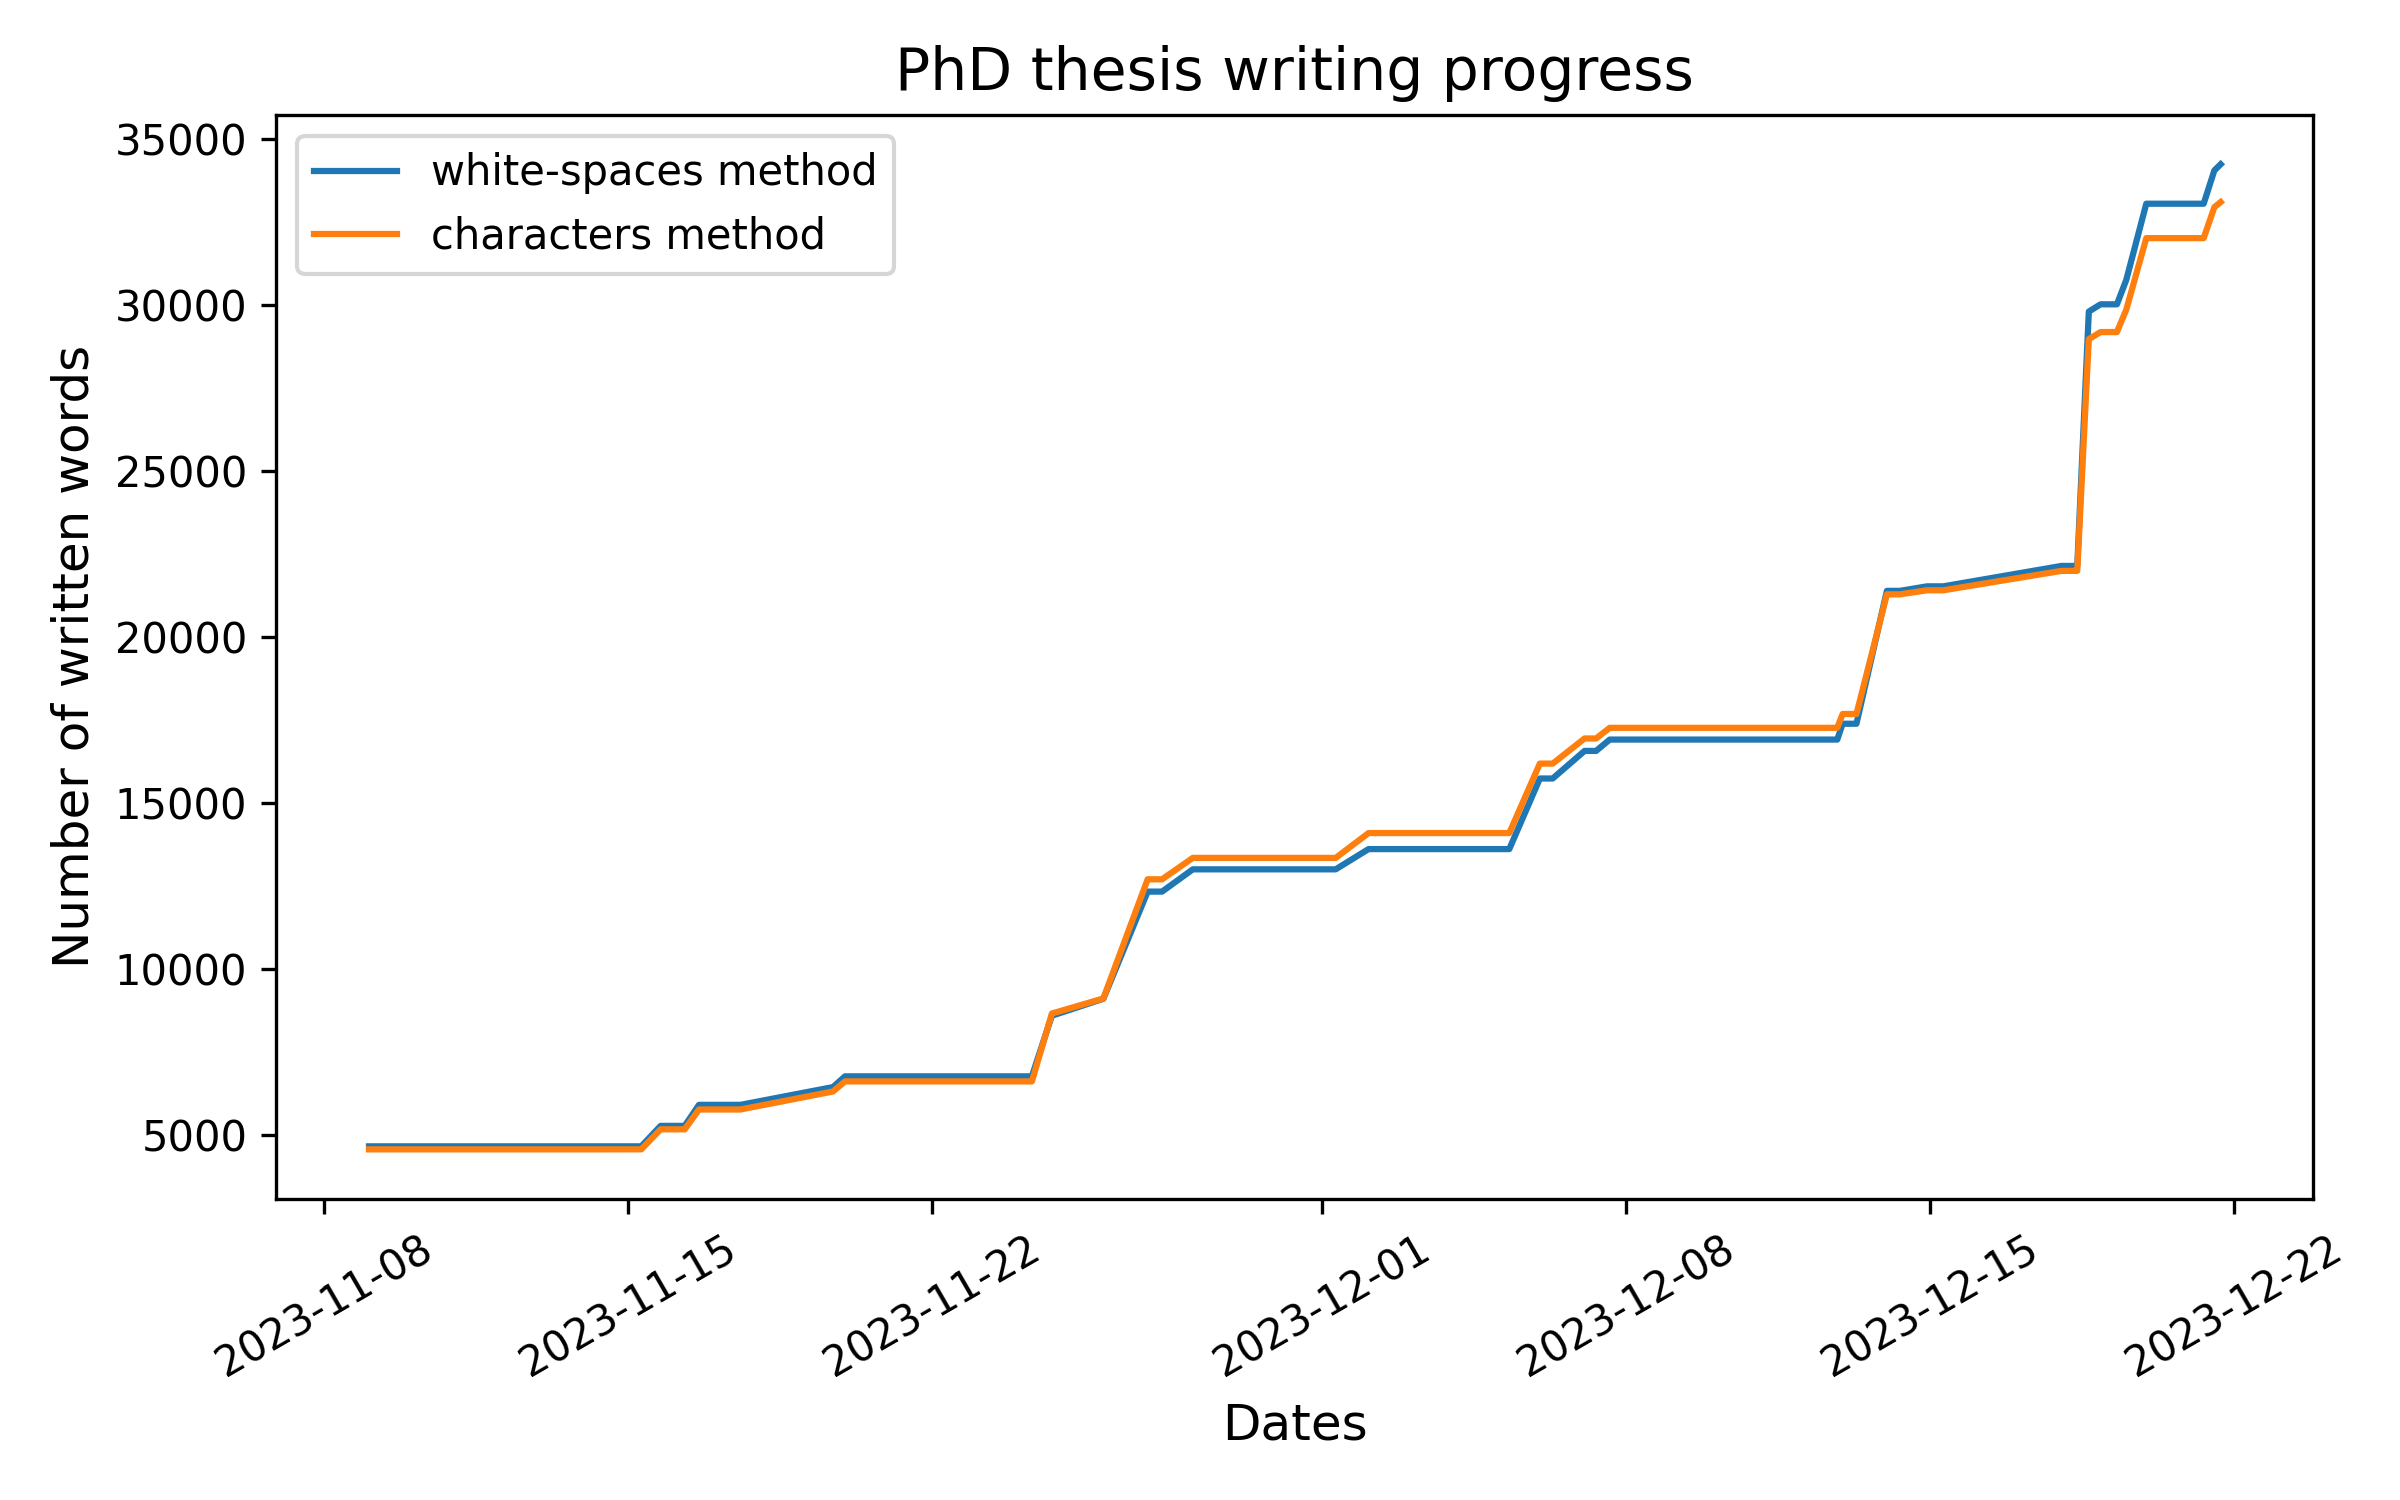 PhD thesis writing progress
white-spaces method
characters method
Number of written words
35000
30000
25000
20000
15000
10000
5000
2023-11-08
2023-11-15
2023-11-22
2023-12-01
2023-12-08
2023-12-15
2023-12-22
Dates